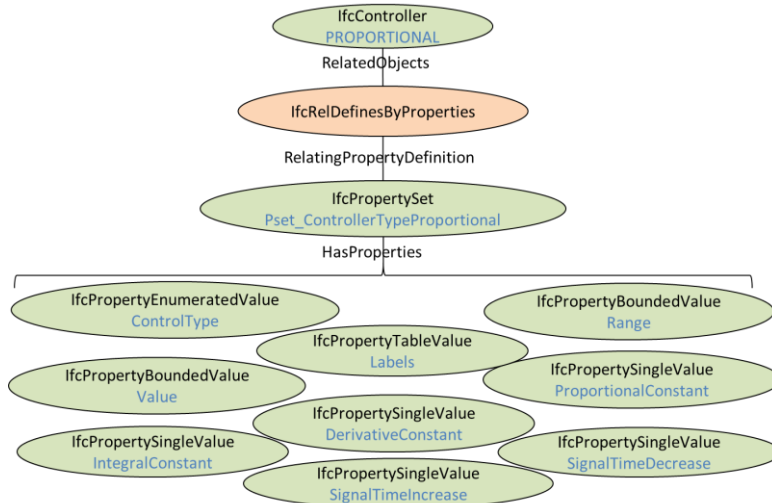 IfcController
PROPORTIONAL
RelatedObjects
IfcRelDefinesByProperties
RelatingPropertyDefinition
IfcPropertySet
Pset_ControllerTypeProportional
HasProperties
IfcPropertyEnumeratedValue
ControlType
IfcPropertyBoundedValue
Range
IfcPropertyTableValue
Labels
IfcPropertyBoundedValue
Value
IfcPropertySingleValue
ProportionalConstant
IfcPropertySingleValue
DerivativeConstant
IfcPropertySingleValue
IntegralConstant
IfcPropertySingleValue
SignalTimeDecrease
IfcPropertySingleValue
SignalTimeIncrease